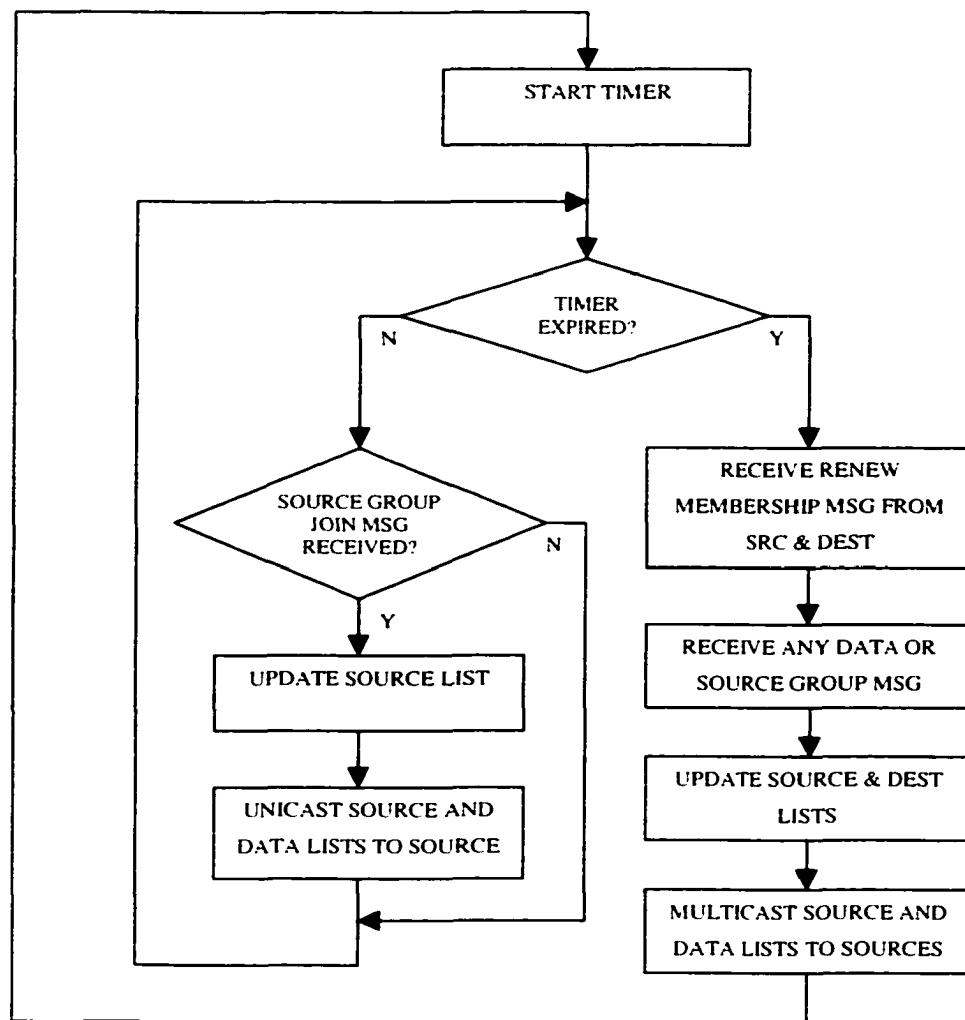 START TIMER
TIMER
EXPIRED?
N
Y
SOURCE GROUP
JOIN MSG
RECEIVED?
N
Y
UPDATE SOURCE LIST
UNICAST SOURCE AND
DATA LISTS TO SOURCE
RECEIVE RENEW
MEMBERSHIP MSG FROM
SRC & DEST
RECEIVE ANY DATA OR
SOURCE GROUP MSG
UPDATE SOURCE & DEST
LISTS
MULTICAST SOURCE AND
DATA LISTS TO SOURCES